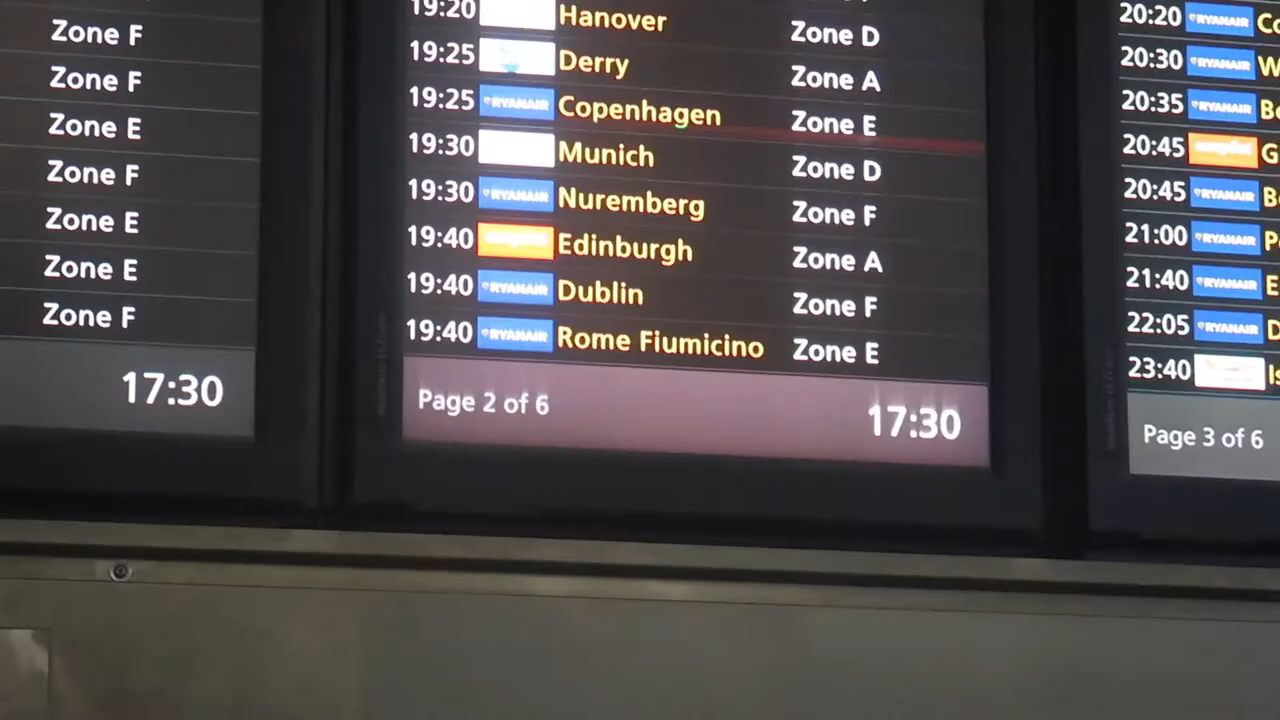 Zone F
Zone F
Zone E
Zone F
Zone E
Zone E
Zone F
17:30
19:20 Hanover Zone D
19:25 Derry Zone A
19:25 RYANAIR Copenhagen Zone E
19:30 Munich Zone D
19:30 RYANAIR Nuremberg Zone F
19:40 Edinburgh Zone A
19:40 RYANAIR Dublin Zone F
19:40 RYANAIR Rome Fiumicino Zone E
Page 2 of 6 17:30
20:20 RYANAIR
20:30 RYANAIR
20:35 RYANAIR
20:45
20:45 RYANAIR
21:00 RYANAIR
21:40 RYANAIR
22:05 RYANAIR
23:40
Page 3 of 6